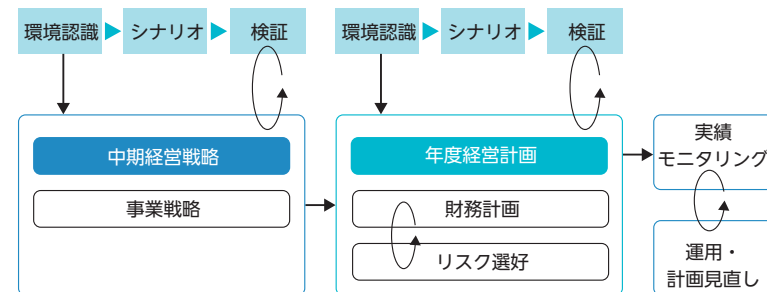 環境認識
シナリオ
検証
環境認識
シナリオ
検証
中期経営戦略
事業戦略
年度経営計画
財務計画
リスク選好
実績
モニタリング
運用・
計画見直し